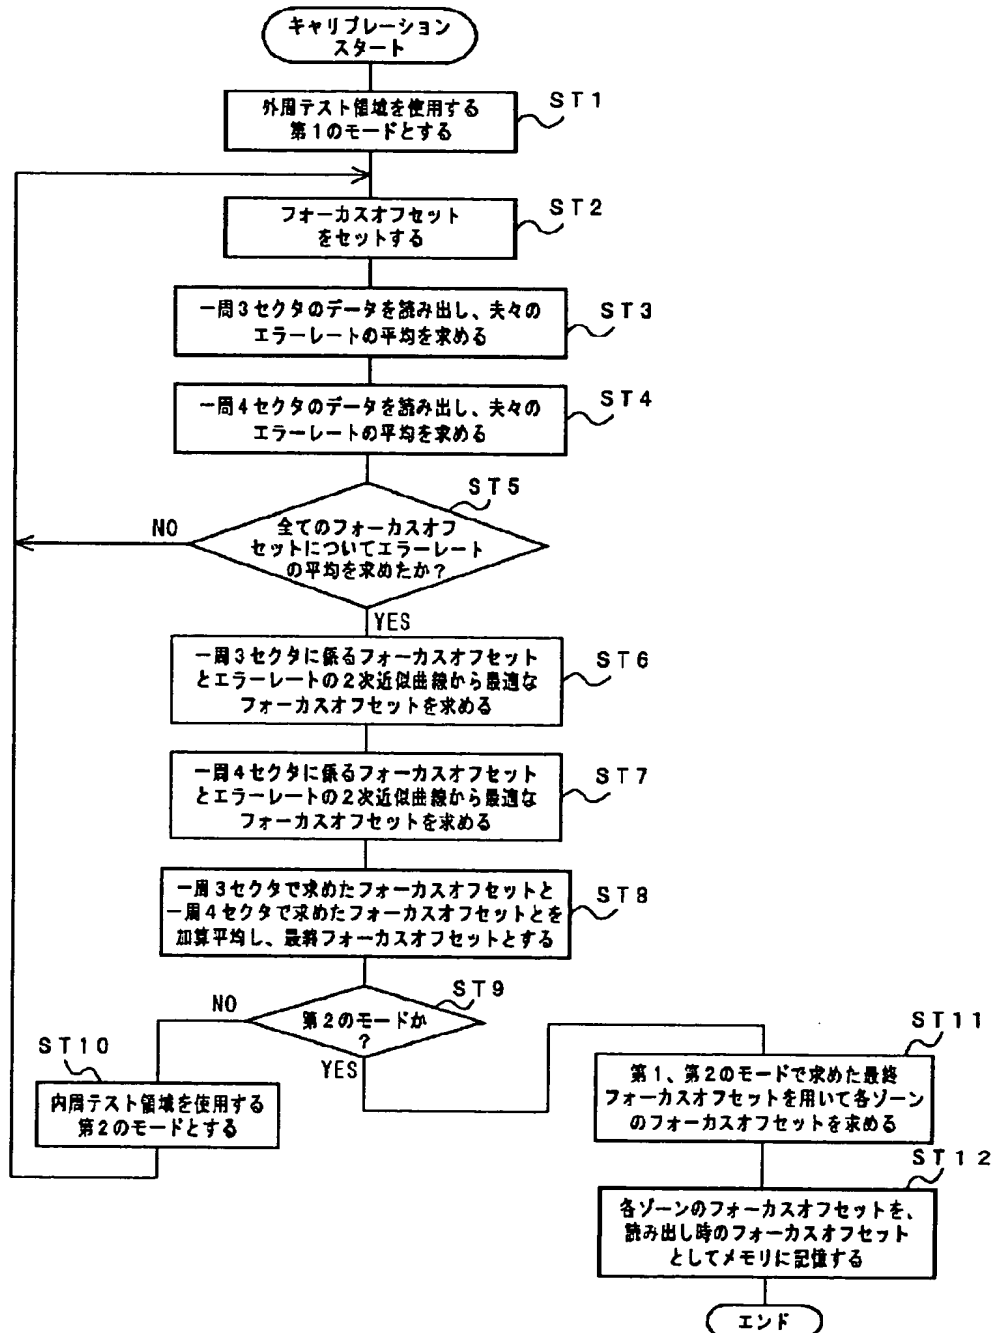 キャリブレーション
スタート
外周テスト領域を使用する
第1のモードとする
ST1
フォーカスオフセット
をセットする
ST2
一周3セクタのデータを読み出し、夫々の
エラーレートの平均を求める
ST3
一周4セクタのデータを読み出し、夫々の
エラーレートの平均を求める
ST4
ST5
NO
全てのフォーカスオフ
セットについてエラーレート
の平均を求めたか?
YES
一周3セクタに係るフォーカスオフセット
とエラーレートの2次近似曲線から最適な
フォーカスオフセットを求める
ST6
一周4セクタに係るフォーカスオフセット
とエラーレートの2次近似曲線から最適な
フォーカスオフセットを求める
ST7
一周3セクタで求めたフォーカスオフセットと
一周4セクタで求めたフォーカスオフセットとを
加算平均し、最終フォーカスオフセットとする
ST8
ST9
NO
第2のモードか
?
YES
ST10
内周テスト領域を使用する
第2のモードとする
ST11
第1、第2のモードで求めた最終
フォーカスオフセットを用いて各ゾーン
のフォーカスオフセットを求める
ST12
各ゾーンのフォーカスオフセットを、
読み出し時のフォーカスオフセット
としてメモリに記憶する
エンド